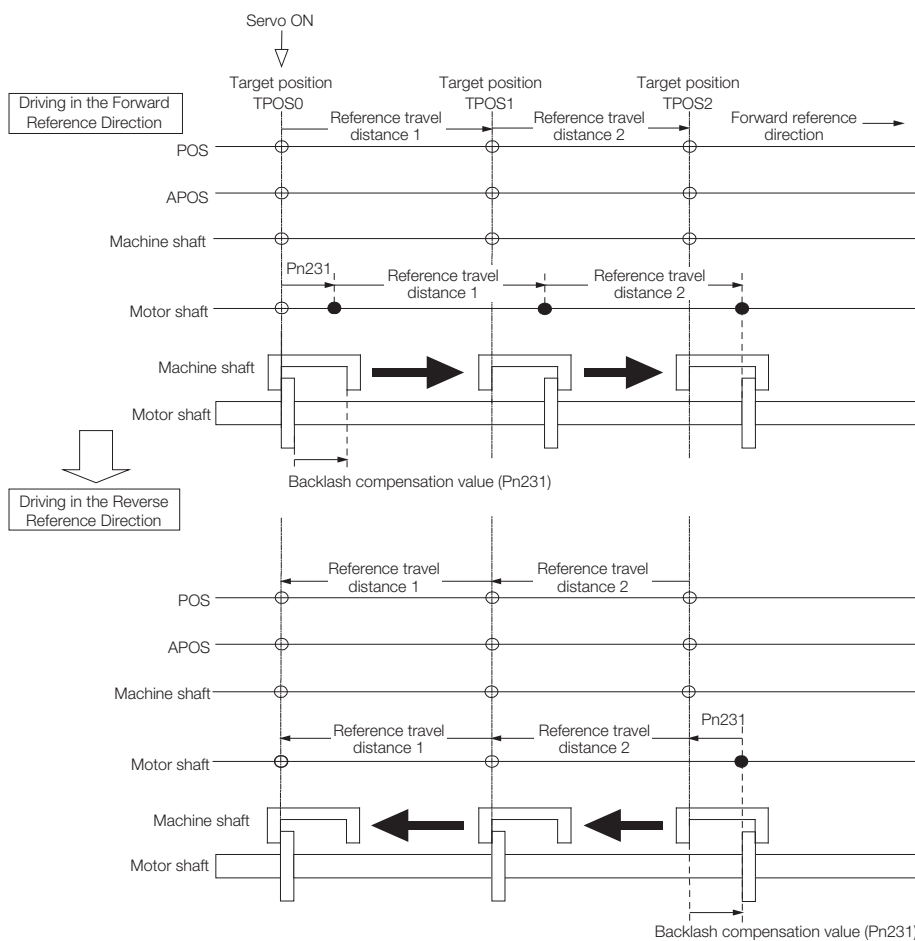 Servo ON
Target position
TPOS0
Target position
TPOS1
Target position
TPOS2
Driving in the Forward
Reference Direction
Reference travel
distance 1
Reference travel
distance 2
Forward reference
direction
POS
APOS
Machine shaft
Pn231
Reference travel
distance 1
Reference travel
distance 2
Motor shaft
Machine shaft
Motor shaft
Backlash compensation value (Pn231)
Driving in the Reverse
Reference Direction
Reference travel
distance 1
Reference travel
distance 2
POS
APOS
Machine shaft
Reference travel
distance 1
Reference travel
distance 2
Pn231
Motor shaft
Machine shaft
Motor shaft
Backlash compensation value (Pn231)